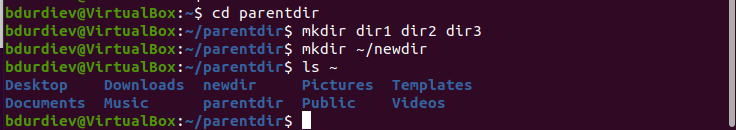 bdurdiev@VirtualBox:~$ cd parentdir
bdurdiev@VirtualBox:~/parentdir$ mkdir dir1 dir2 dir3
bdurdiev@VirtualBox:~/parentdir$ mkdir ~/newdir
bdurdiev@VirtualBox:~/parentdir$ ls ~
Desktop    Downloads  newdir     Pictures  Templates
Documents  Music      parentdir  Public    Videos
bdurdiev@VirtualBox:~/parentdir$